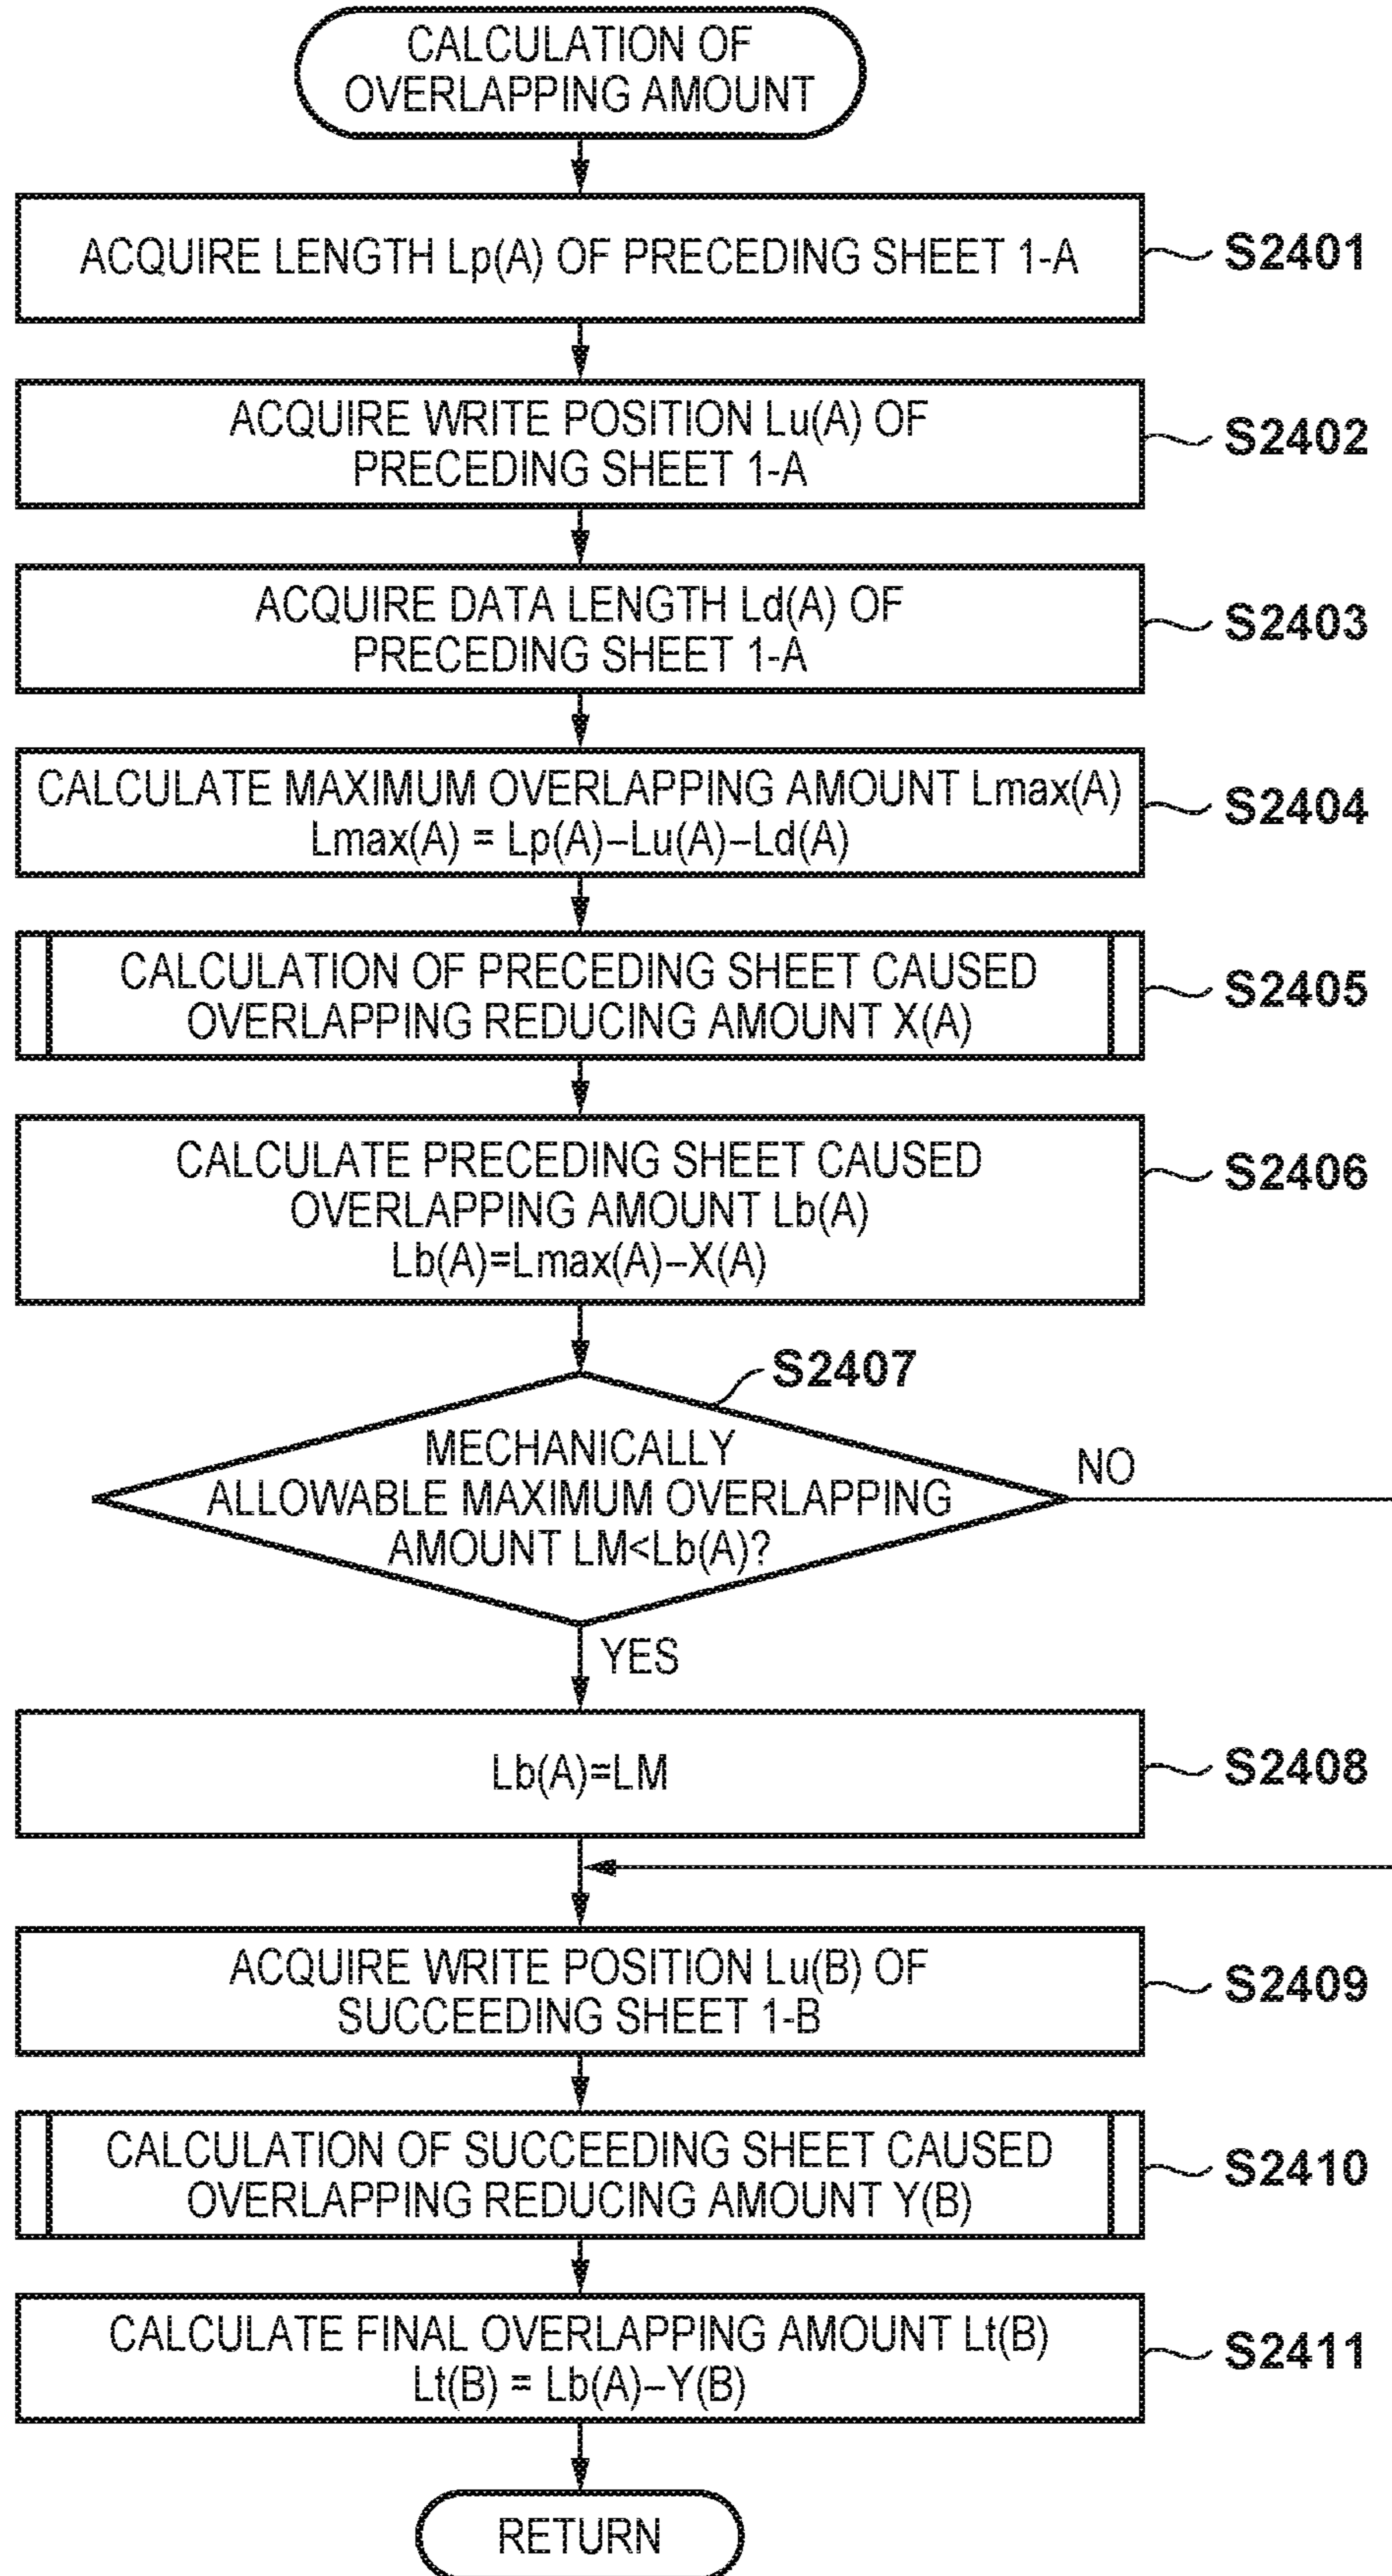 CALCULATION OF
OVERLAPPING AMOUNT
ACQUIRE LENGTH Lp(A) OF PRECEDING SHEET 1-A
S2401
ACQUIRE WRITE POSITION Lu(A) OF
PRECEDING SHEET 1-A
S2402
ACQUIRE DATA LENGTH Ld(A) OF
PRECEDING SHEET 1-A
S2403
CALCULATE MAXIMUM OVERLAPPING AMOUNT Lmax(A)
Lmax(A) = Lp(A)–Lu(A)–Ld(A)
S2404
CALCULATION OF PRECEDING SHEET CAUSED
OVERLAPPING REDUCING AMOUNT X(A)
S2405
CALCULATE PRECEDING SHEET CAUSED
OVERLAPPING AMOUNT Lb(A)
Lb(A)=Lmax(A)–X(A)
S2406
S2407
MECHANICALLY
ALLOWABLE MAXIMUM OVERLAPPING
AMOUNT LM<Lb(A)?
NO
YES
Lb(A)=LM
S2408
ACQUIRE WRITE POSITION Lu(B) OF
SUCCEEDING SHEET 1-B
S2409
CALCULATION OF SUCCEEDING SHEET CAUSED
OVERLAPPING REDUCING AMOUNT Y(B)
S2410
CALCULATE FINAL OVERLAPPING AMOUNT Lt(B)
Lt(B) = Lb(A)–Y(B)
S2411
RETURN